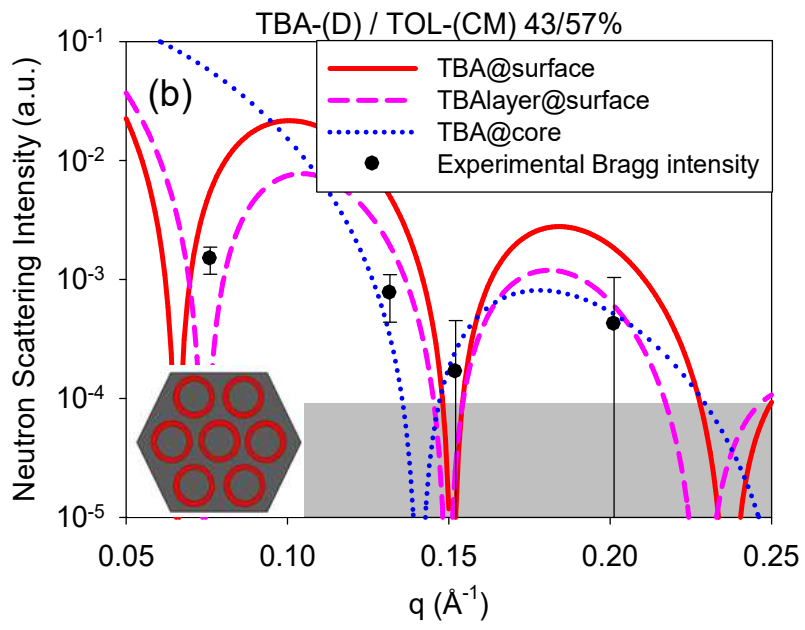 TBA-(D) / TOL-(CM) 43/57%
(b)
TBA@surface
TBAlayer@surface
TBA@core
Experimental Bragg intensity
Neutron Scattering Intensity (a.u.)
10⁻¹
10⁻²
10⁻³
10⁻⁴
10⁻⁵
0.05 0.10 0.15 0.20 0.25
q (Å⁻¹)